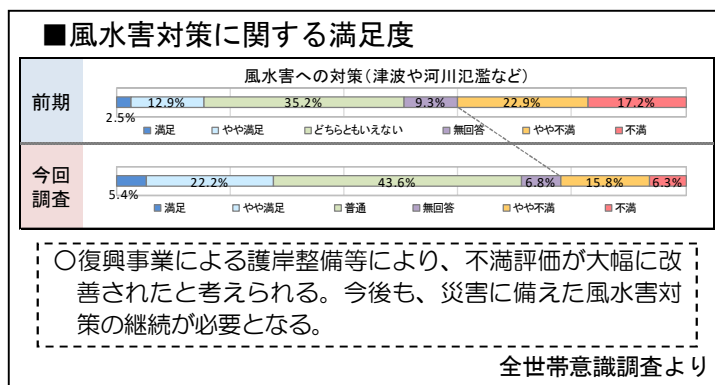 ■風水害対策に関する満足度
前期
風水害への対策(津波や河川氾濫など)
2.5% 12.9% 35.2% 9.3% 22.9% 17.2%
■満足 □やや満足 □どちらともいえない ■無回答 ■やや不満 ■不満
今回
調査
5.4% 22.2% 43.6% 6.8% 15.8% 6.3%
■満足 □やや満足 □普通 ■無回答 ■やや不満 ■不満
○復興事業による護岸整備等により、不満評価が大幅に改
善されたと考えられる。今後も、災害に備えた風水害対
策の継続が必要となる。
全世帯意識調査より